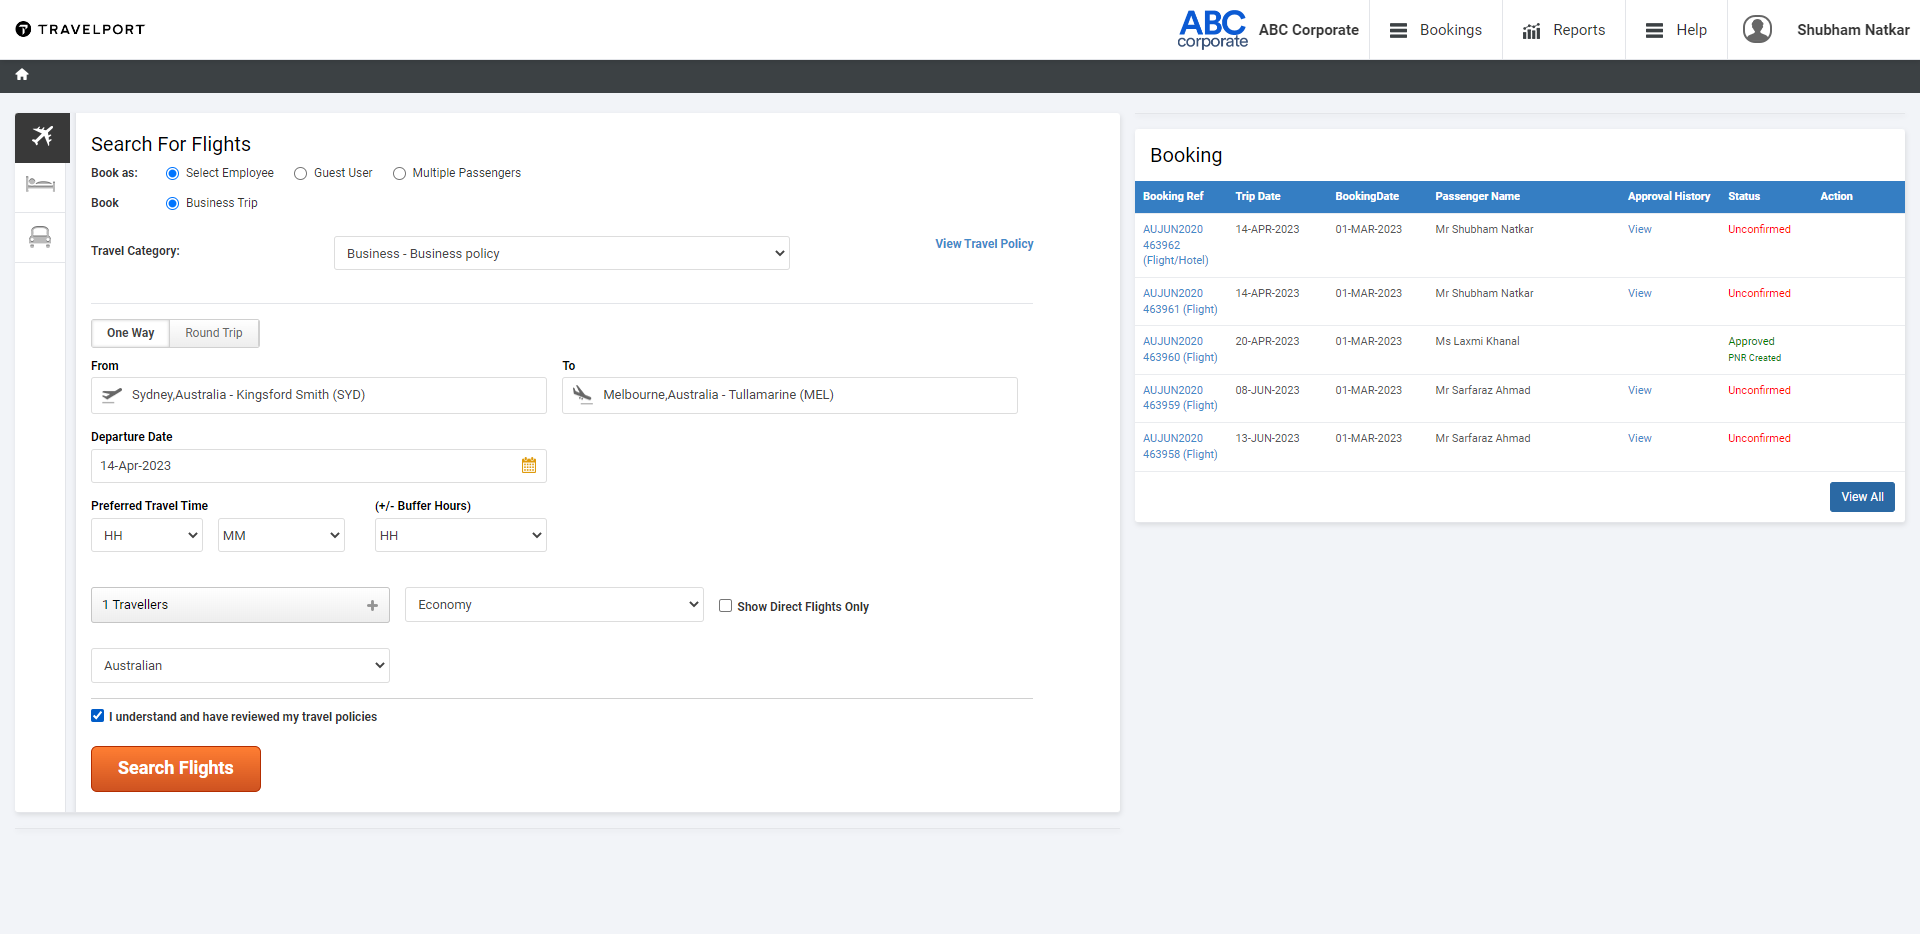 TRAVELPORT
ABC
corporate
ABC Corporate
Bookings
Reports
Help
Shubham Natkar
Search For Flights
Book as:
Select Employee
Guest User
Multiple Passengers
Book
Business Trip
Travel Category:
Business - Business policy
View Travel Policy
One Way
Round Trip
From
To
Sydney,Australia - Kingsford Smith (SYD)
Melbourne,Australia - Tullamarine (MEL)
Departure Date
14-Apr-2023
Preferred Travel Time
(+/- Buffer Hours)
HH
MM
HH
1 Travellers
Economy
Show Direct Flights Only
Australian
I understand and have reviewed my travel policies
Search Flights
Booking
Booking Ref
Trip Date
BookingDate
Passenger Name
Approval History
Status
Action
AUJUN2020
463962
(Flight/Hotel)
14-APR-2023
01-MAR-2023
Mr Shubham Natkar
View
Unconfirmed
AUJUN2020
463961 (Flight)
14-APR-2023
01-MAR-2023
Mr Shubham Natkar
View
Unconfirmed
AUJUN2020
463960 (Flight)
20-APR-2023
01-MAR-2023
Ms Laxmi Khanal
Approved
PNR Created
AUJUN2020
463959 (Flight)
08-JUN-2023
01-MAR-2023
Mr Sarfaraz Ahmad
View
Unconfirmed
AUJUN2020
463958 (Flight)
13-JUN-2023
01-MAR-2023
Mr Sarfaraz Ahmad
View
Unconfirmed
View All